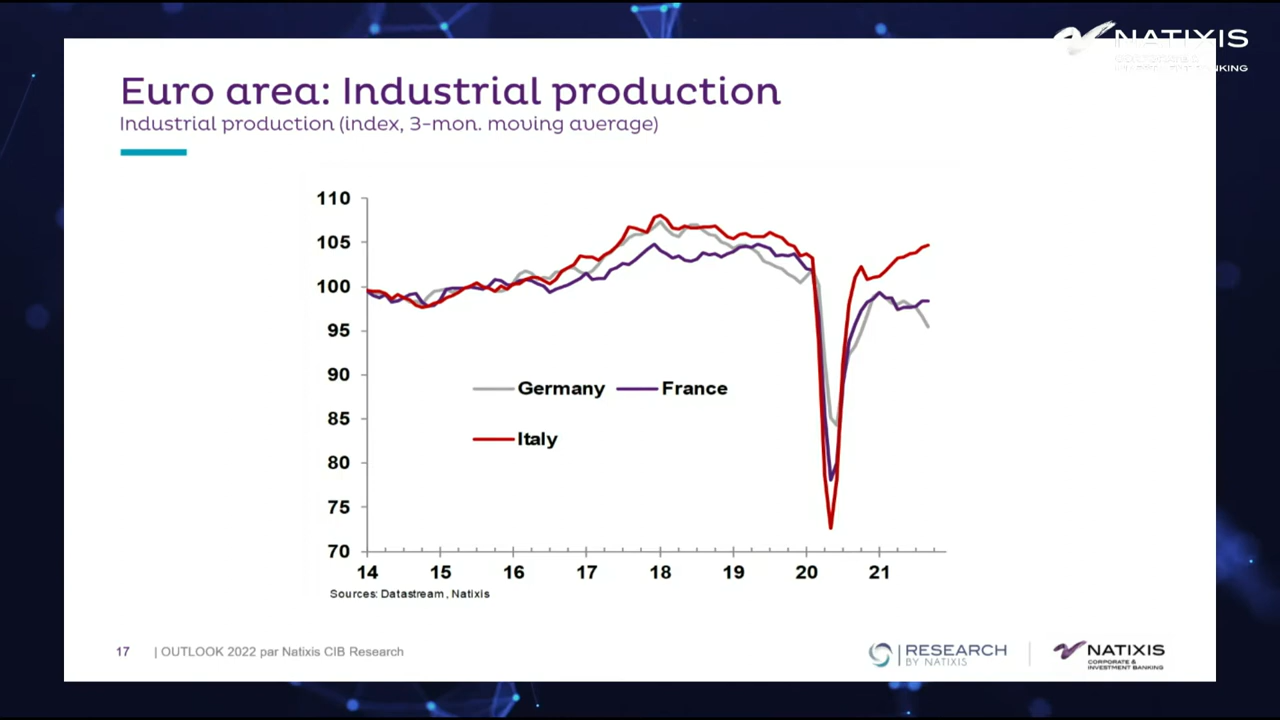 NATIXIS
Euro area: Industrial production
Industrial production (index, 3-mon. moving average)
110
105
100
95
90
85
80
75
70
Germany France
Italy
14 15 16 17 18 19 20 21
Sources: Datastream, Natixis
17 | OUTLOOK 2022 par Natixis CIB Research
RESEARCH
BY NATIXIS
NATIXIS
CORPORATE &
INVESTMENT BANKING